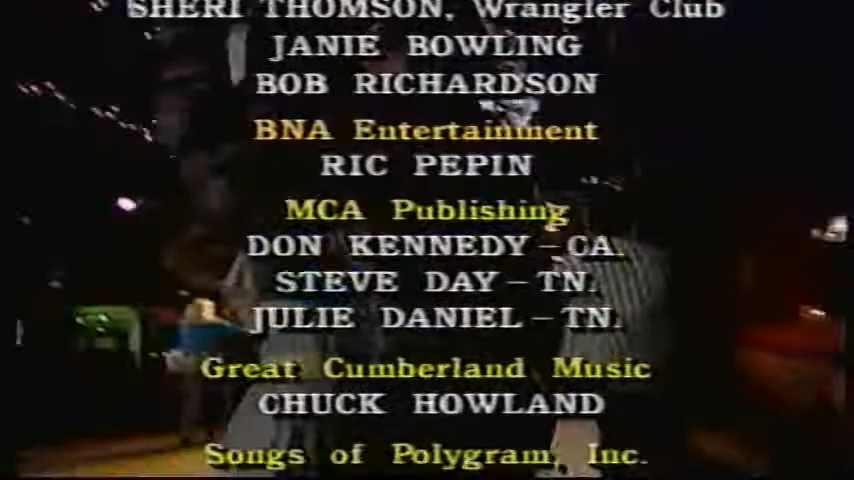 SHERI THOMSON, Wrangler Club
JANIE BOWLING
BOB RICHARDSON
BNA Entertainment
RIC PEPIN
MCA Publishing
DON KENNEDY – CA.
STEVE DAY – TN.
JULIE DANIEL – TN.
Great Cumberland Music
CHUCK HOWLAND
Songs of Polygram, Inc.